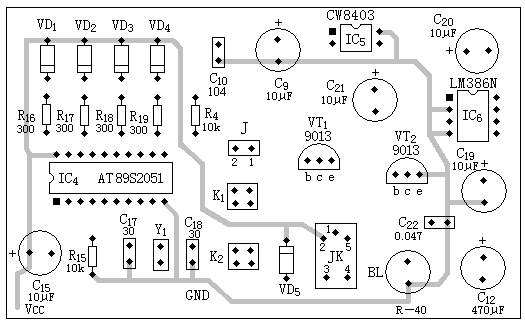 CW8403
C20
10μF
VD1 VD2 VD3 VD4
IC5
C10
104
C9
10μF
C21
10μF
LM386N
IC6
R16
300
R17
300
R18
300
R19
300
R4
10k
J
2 1
VT1
9013
b c e
VT2
9013
b c e
C19
10μF
IC4 AT89S2051
K1
C17
30
Y1
C18
30
C22
0.047
+
C15
10μF
R15
10k
K2
VD5
1
2 5
JK
3 4
BL
R-40
+
C12
470μF
GND
VCC